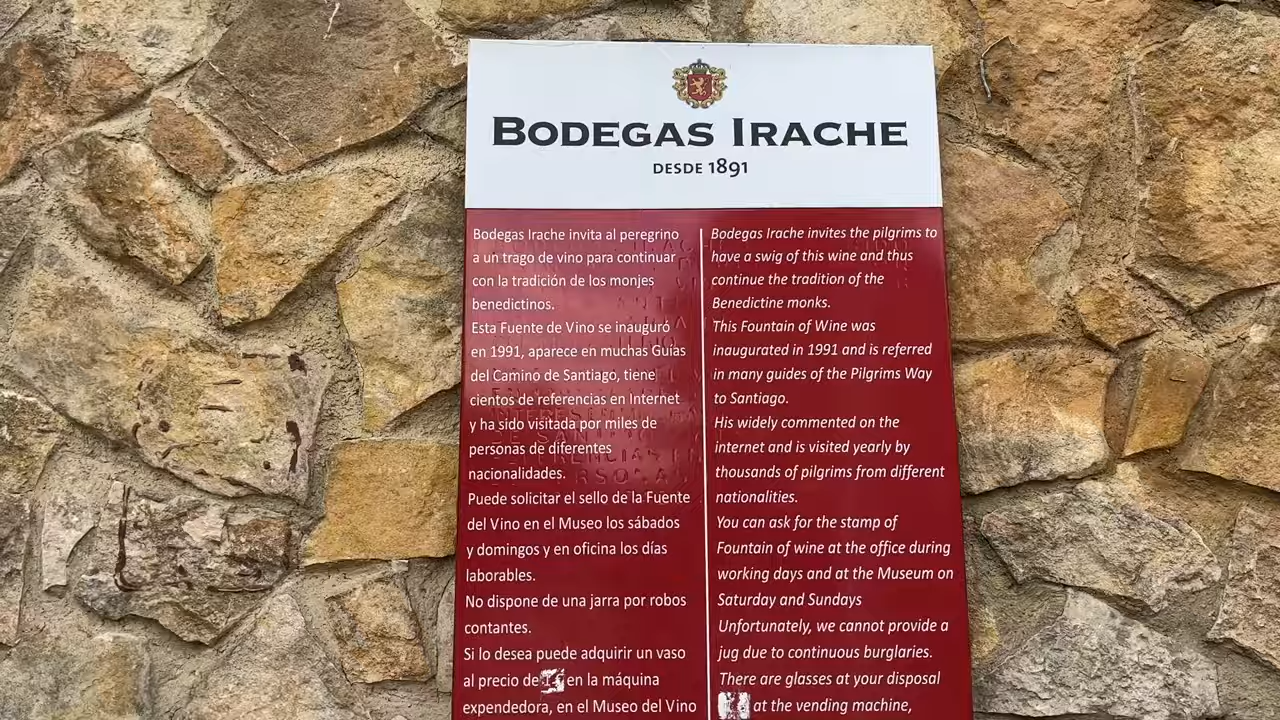 BODEGAS IRACHE
DESDE 1891
Bodegas Irache invita al peregrino
a un trago de vino para continuar
con la tradición de los monjes
benedictinos.
Esta Fuente de Vino se inauguró
en 1991, aparece en muchas Guías
del Camino de Santiago, tiene
cientos de referencias en Internet
y ha sido visitada por miles de
personas de diferentes
nacionalidades.
Puede solicitar el sello de la Fuente
del Vino en el Museo los sábados
y domingos y en oficina los días
laborables.
No dispone de una jarra por robos
contantes.
Si lo desea puede adquirir un vaso
al precio de en la máquina
expendedora, en el Museo del Vino
Bodegas Irache invites the pilgrims to
have a swig of this wine and thus
continue the tradition of the
Benedictine monks.
This Fountain of Wine was
inaugurated in 1991 and is referred
in many guides of the Pilgrims Way
to Santiago.
His widely commented on the
internet and is visited yearly by
thousands of pilgrims from different
nationalities.
You can ask for the stamp of
Fountain of wine at the office during
working days and at the Museum on
Saturday and Sundays
Unfortunately, we cannot provide a
jug due to continuous burglaries.
There are glasses at your disposal
at the vending machine,